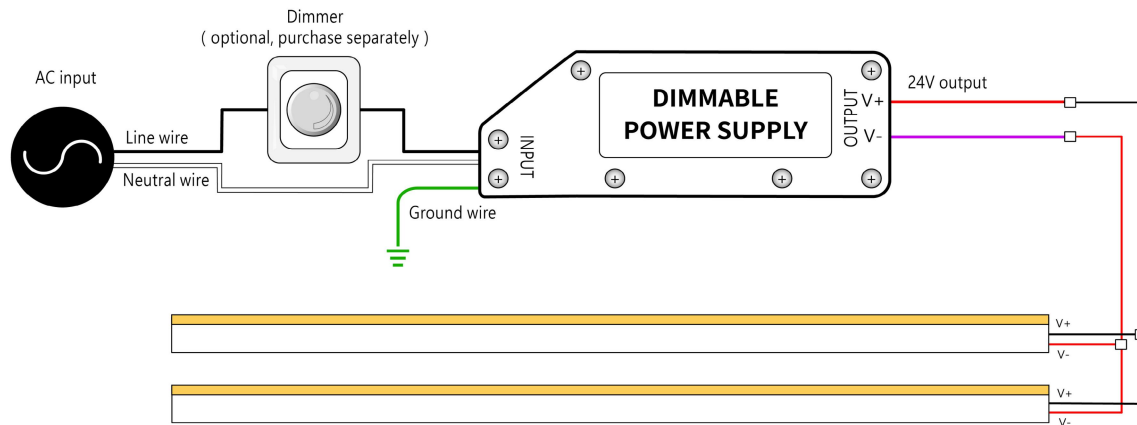 Dimmer
( optional, purchase separately )
AC input
Line wire
Neutral wire
Ground wire
INPUT
DIMMABLE
POWER SUPPLY
OUTPUT
V+
V-
24V output
V+
V-
V+
V-